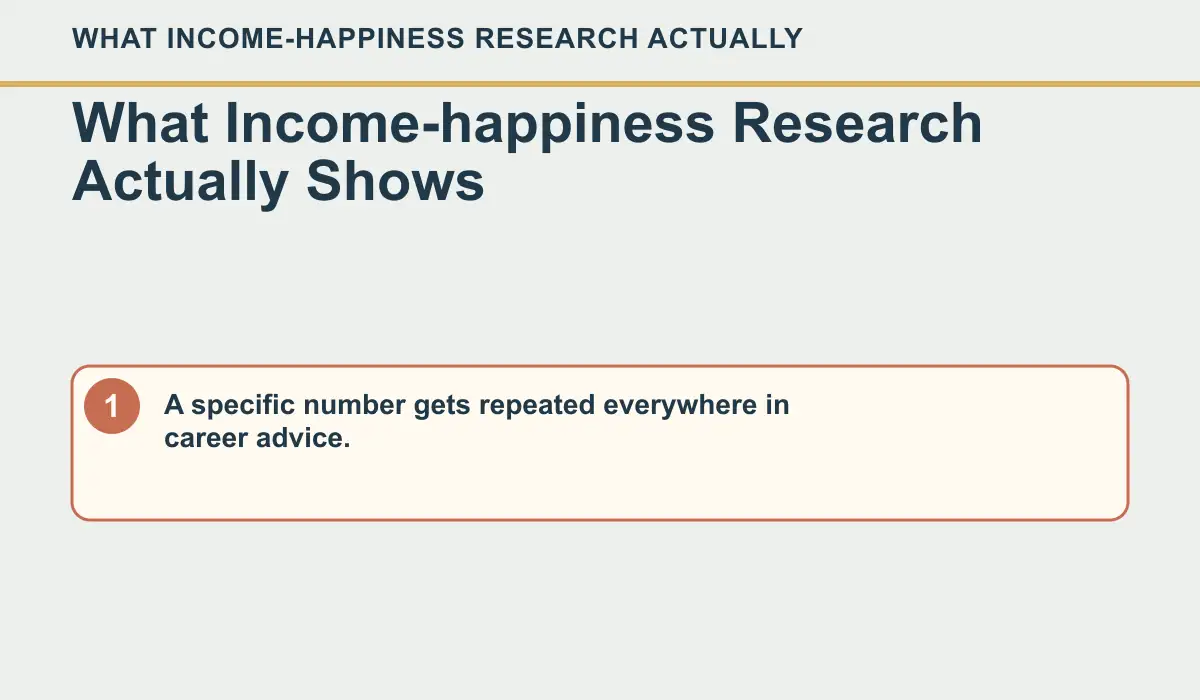 WHAT INCOME-HAPPINESS RESEARCH ACTUALLY
What Income-happiness Research
Actually Shows
1
A specific number gets repeated everywhere in
career advice.